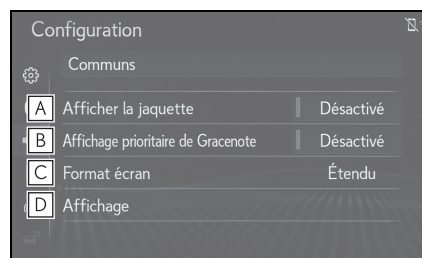 Configuration
Communs
A Afficher la jaquette Désactivé
B Affichage prioritaire de Gracenote Désactivé
C Format écran Étendu
D Affichage